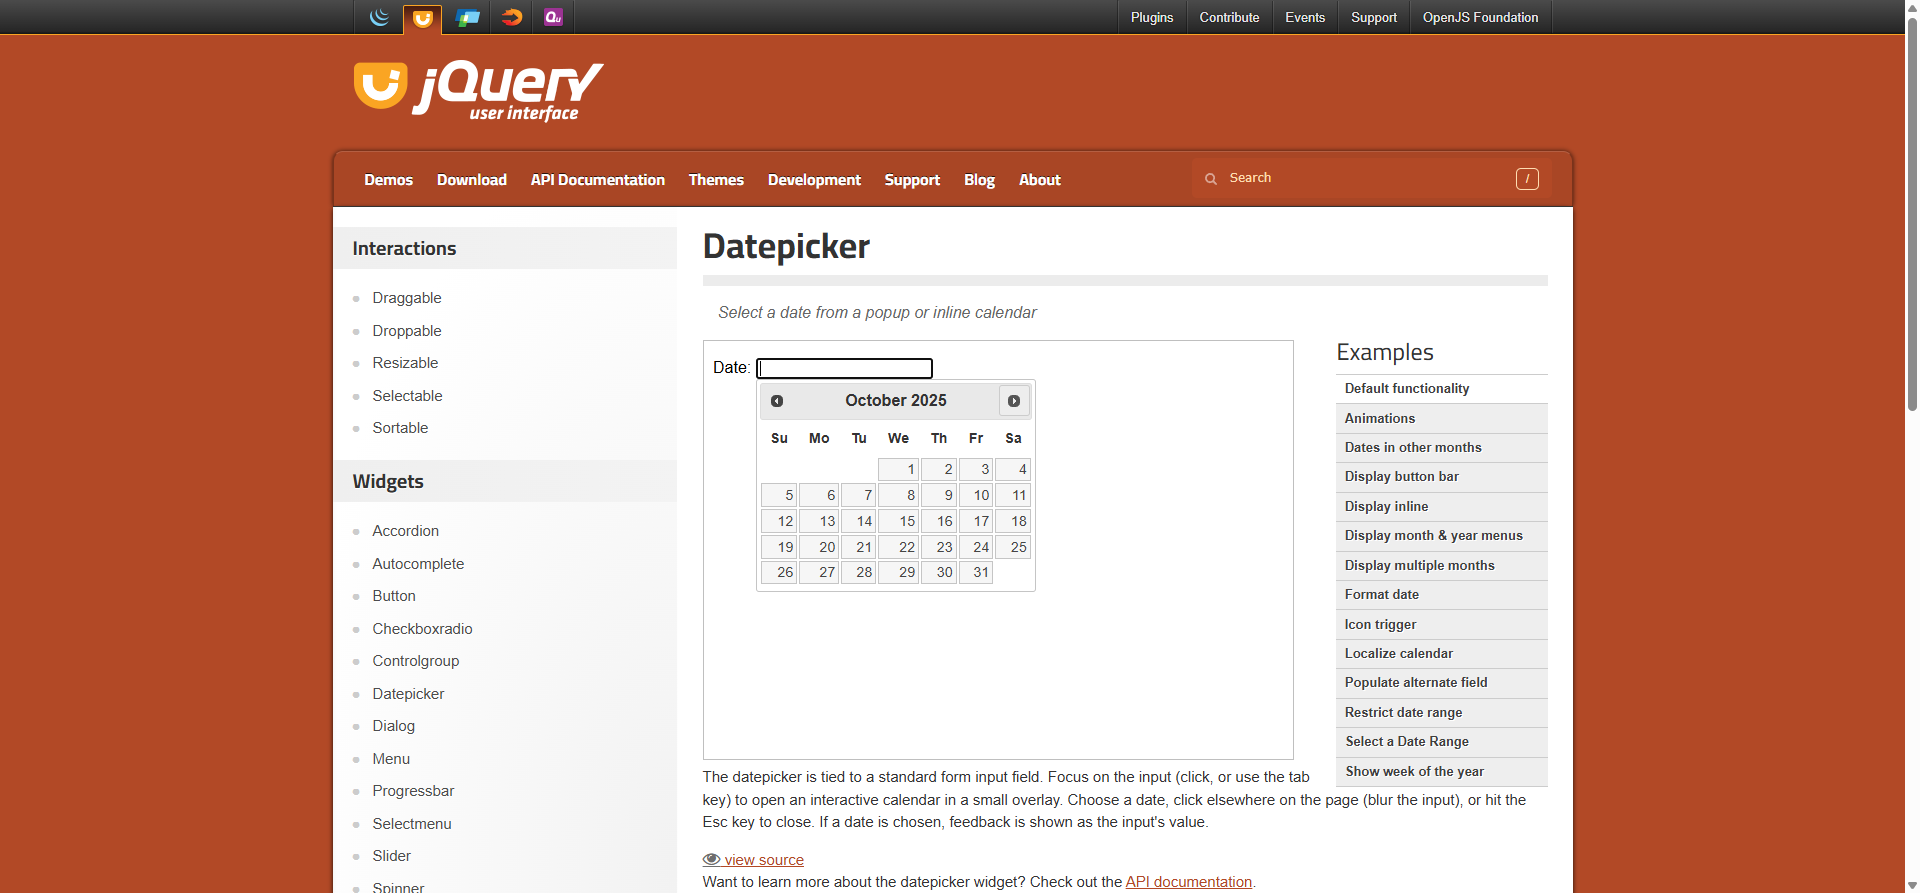 Plugins Contribute Events Support OpenJS Foundation
Qu
jQuery
user interface
Demos Download API Documentation Themes Development Support Blog About Search /
Interactions
Draggable
Droppable
Resizable
Selectable
Sortable
Widgets
Accordion
Autocomplete
Button
Checkboxradio
Controlgroup
Datepicker
Dialog
Menu
Progressbar
Selectmenu
Slider
Spinner
Datepicker
Select a date from a popup or inline calendar
Date:
October 2025
Su Mo Tu We Th Fr Sa
1 2 3 4
5 6 7 8 9 10 11
12 13 14 15 16 17 18
19 20 21 22 23 24 25
26 27 28 29 30 31
Examples
Default functionality
Animations
Dates in other months
Display button bar
Display inline
Display month & year menus
Display multiple months
Format date
Icon trigger
Localize calendar
Populate alternate field
Restrict date range
Select a Date Range
Show week of the year
The datepicker is tied to a standard form input field. Focus on the input (click, or use the tab
key) to open an interactive calendar in a small overlay. Choose a date, click elsewhere on the page (blur the input), or hit the
Esc key to close. If a date is chosen, feedback is shown as the input's value.
view source
Want to learn more about the datepicker widget? Check out the API documentation.